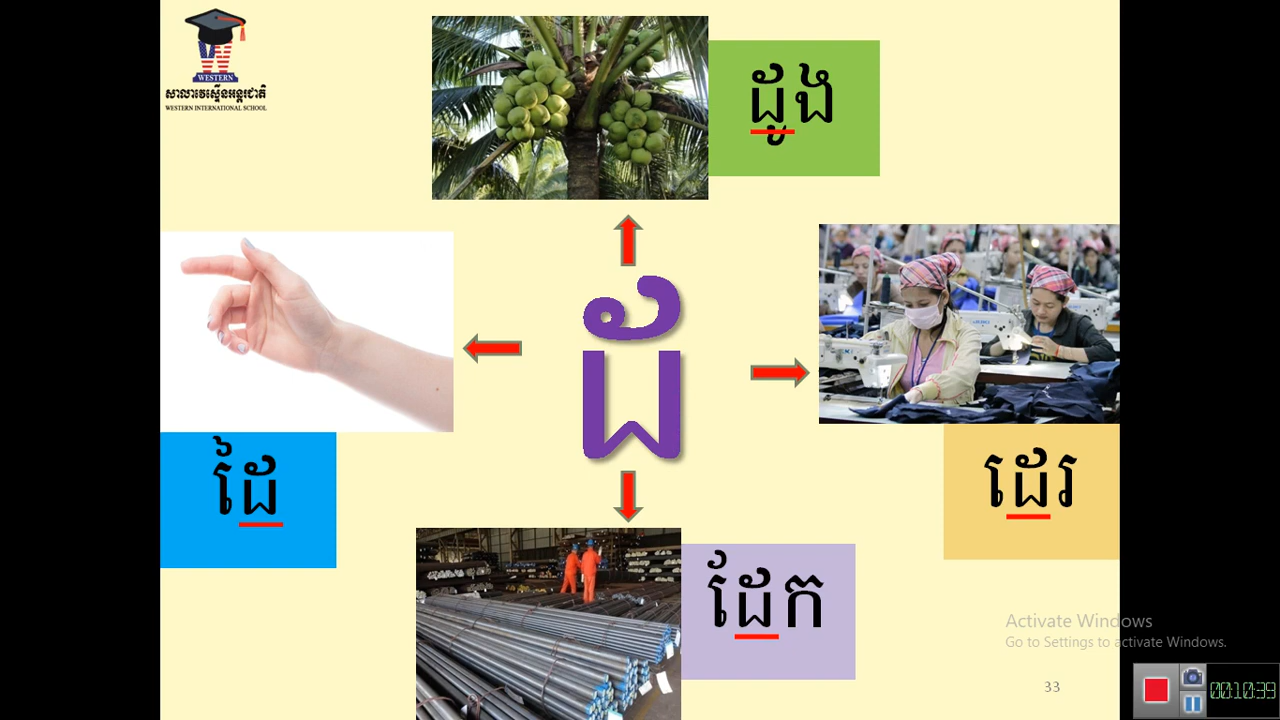 WESTERN
សាលាវេស្ទើនអន្តរជាតិ
WESTERN INTERNATIONAL SCHOOL
ដូង
ដ
ដៃ
ដេរ
ដែក
Activate Windows
Go to Settings to activate Windows.
33
00:10:39